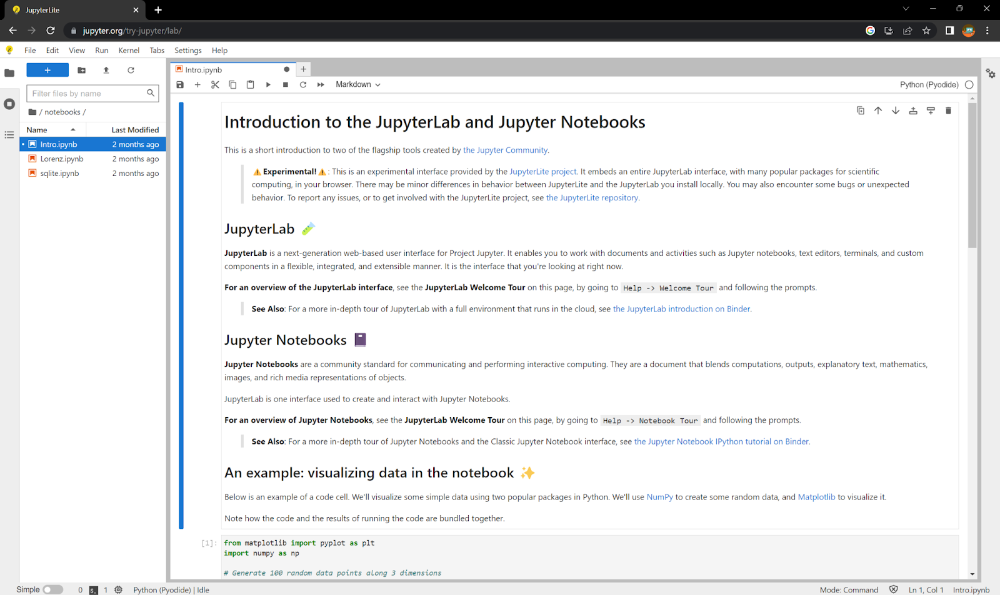 JupyterLite
jupyter.org/try-jupyter/lab/
File Edit View Run Kernel Tabs Settings Help
Intro.ipynb
Markdown
Python (Pyodide)
Filter files by name
/ notebooks /
Name Last Modified
Intro.ipynb 2 months ago
Lorenz.ipynb 2 months ago
sqlite.ipynb 2 months ago
Introduction to the JupyterLab and Jupyter Notebooks
This is a short introduction to two of the flagship tools created by the Jupyter Community.
⚠️Experimental!⚠️: This is an experimental interface provided by the JupyterLite project. It embeds an entire JupyterLab interface, with many popular packages for scientific
computing, in your browser. There may be minor differences in behavior between JupyterLite and the JupyterLab you install locally. You may also encounter some bugs or unexpected
behavior. To report any issues, or to get involved with the JupyterLite project, see the JupyterLite repository.
JupyterLab 🧪
JupyterLab is a next-generation web-based user interface for Project Jupyter. It enables you to work with documents and activities such as Jupyter notebooks, text editors, terminals, and custom
components in a flexible, integrated, and extensible manner. It is the interface that you're looking at right now.
For an overview of the JupyterLab interface, see the JupyterLab Welcome Tour on this page, by going to Help -> Welcome Tour and following the prompts.
See Also: For a more in-depth tour of JupyterLab with a full environment that runs in the cloud, see the JupyterLab introduction on Binder.
Jupyter Notebooks 📓
Jupyter Notebooks are a community standard for communicating and performing interactive computing. They are a document that blends computations, outputs, explanatory text, mathematics,
images, and rich media representations of objects.
JupyterLab is one interface used to create and interact with Jupyter Notebooks.
For an overview of Jupyter Notebooks, see the JupyterLab Welcome Tour on this page, by going to Help -> Notebook Tour and following the prompts.
See Also: For a more in-depth tour of Jupyter Notebooks and the Classic Jupyter Notebook interface, see the Jupyter Notebook IPython tutorial on Binder.
An example: visualizing data in the notebook ✨
Below is an example of a code cell. We'll visualize some simple data using two popular packages in Python. We'll use NumPy to create some random data, and Matplotlib to visualize it.
Note how the code and the results of running the code are bundled together.
[1]: from matplotlib import pyplot as plt
import numpy as np
# Generate 100 random data points along 3 dimensions
Simple 0 $_ 1 Python (Pyodide) | Idle Mode: Command Ln 1, Col 1 Intro.ipynb